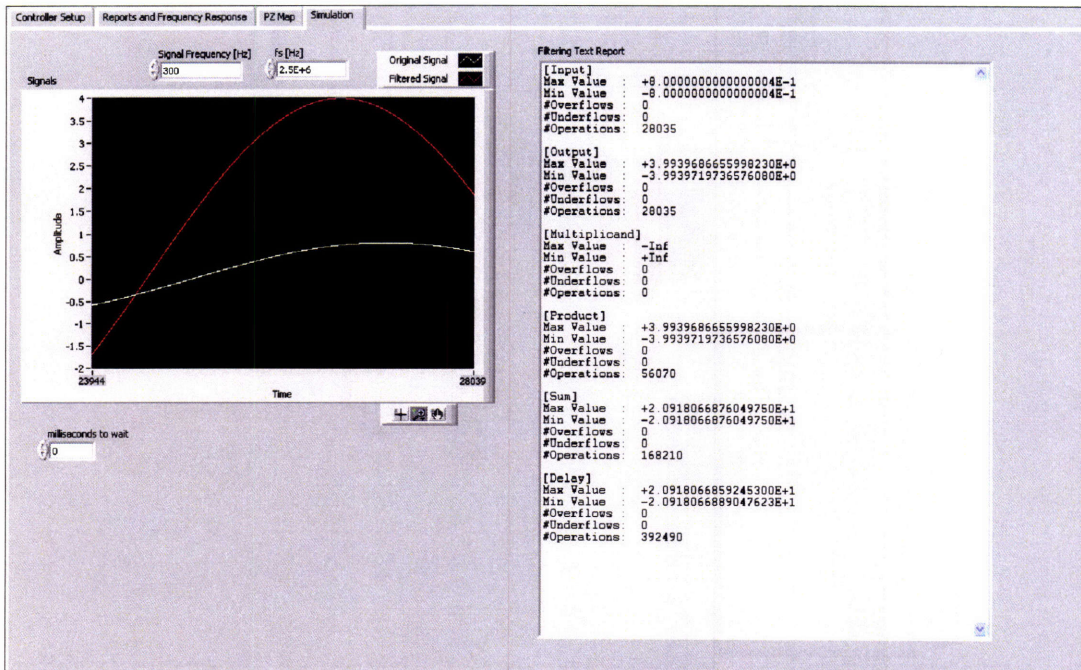 Controller Setup Reports and Frequency Response PZ Map Simulation
Signal Frequency [Hz] fs [Hz]
300 2.5E+6
Original Signal
Filtered Signal
Signals
4
3.5
3
2.5
2
1.5
1
0.5
0
-0.5
-1
-1.5
-2
Amplitude
23944 28039
Time
milliseconds to wait
0
Filtering Text Report
[Input]
Max Value : +8.0000000000000004E-1
Min Value : -8.0000000000000004E-1
#Overflows : 0
#Underflows: 0
#Operations: 28035
[Output]
Max Value : +3.9939686655998230E+0
Min Value : -3.9939719736576080E+0
#Overflows : 0
#Underflows: 0
#Operations: 28035
[Multiplicand]
Max Value : -Inf
Min Value : +Inf
#Overflows : 0
#Underflows: 0
#Operations: 0
[Product]
Max Value : +3.9939686655998230E+0
Min Value : -3.9939719736576080E+0
#Overflows : 0
#Underflows: 0
#Operations: 56070
[Sum]
Max Value : +2.0918066876049750E+1
Min Value : -2.0918066876049750E+1
#Overflows : 0
#Underflows: 0
#Operations: 168210
[Delay]
Max Value : +2.0918066859245300E+1
Min Value : -2.0918066889047623E+1
#Overflows : 0
#Underflows: 0
#Operations: 392490